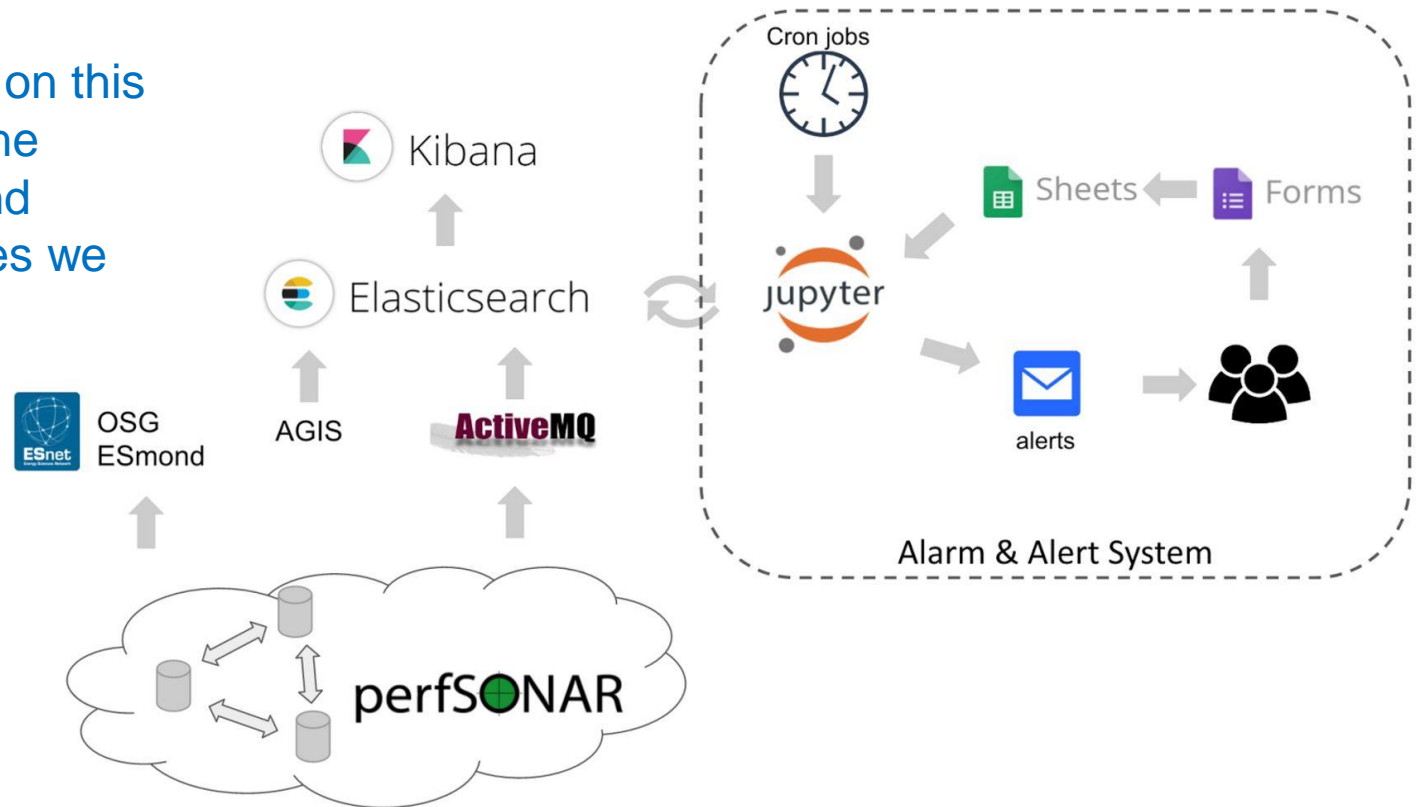 on this
ne
nd
es we
Kibana
Elasticsearch
ESnet
OSG
ESmond
AGIS
ActiveMQ
perfSONAR
Cron jobs
Sheets
Forms
jupyter
alerts
Alarm & Alert System